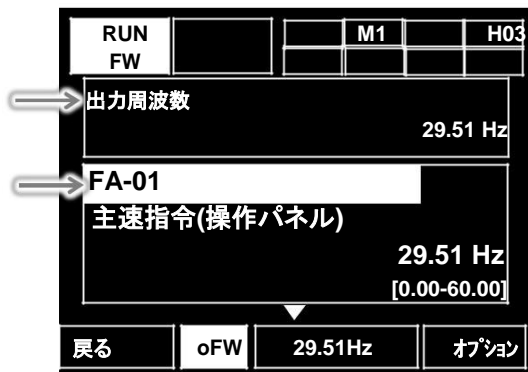 RUN M1 H03
FW
出力周波数
29.51 Hz
FA-01
主速指令(操作パネル)
29.51 Hz
[0.00-60.00]
戻る oFW 29.51Hz オプション